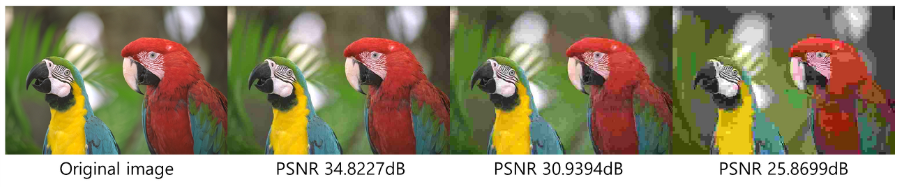 Original image
PSNR 34.8227dB
PSNR 30.9394dB
PSNR 25.8699dB